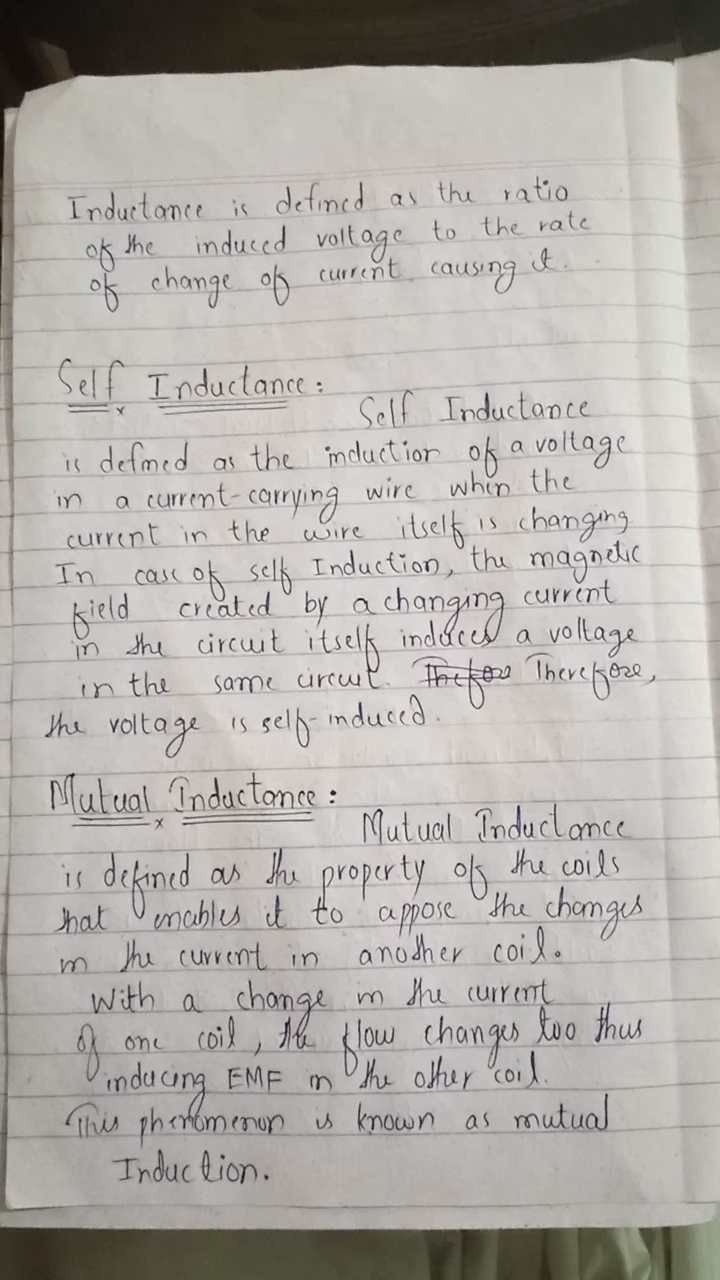 Inductance is defined as the ratio
of the induced voltage to the rate
of change of current causing it.
Self Inductance:
Self Inductance
is defined as the induction of a voltage
in a current-carrying wire when the
current in the wire itself is changing
In case of self Induction, the magnetic
field created by a changing current
in the circuit itself induces a voltage
in the same circuit. Therefore,
the voltage is self-induced.
Mutual Inductance:
Mutual Inductance
is defined as the property of the coils
that enables it to appose the changes
in the current in another coil.
With a change in the current
of one coil, the flow changes too thus
inducing EMF in the other coil.
This phenomenon is known as mutual
Induction.